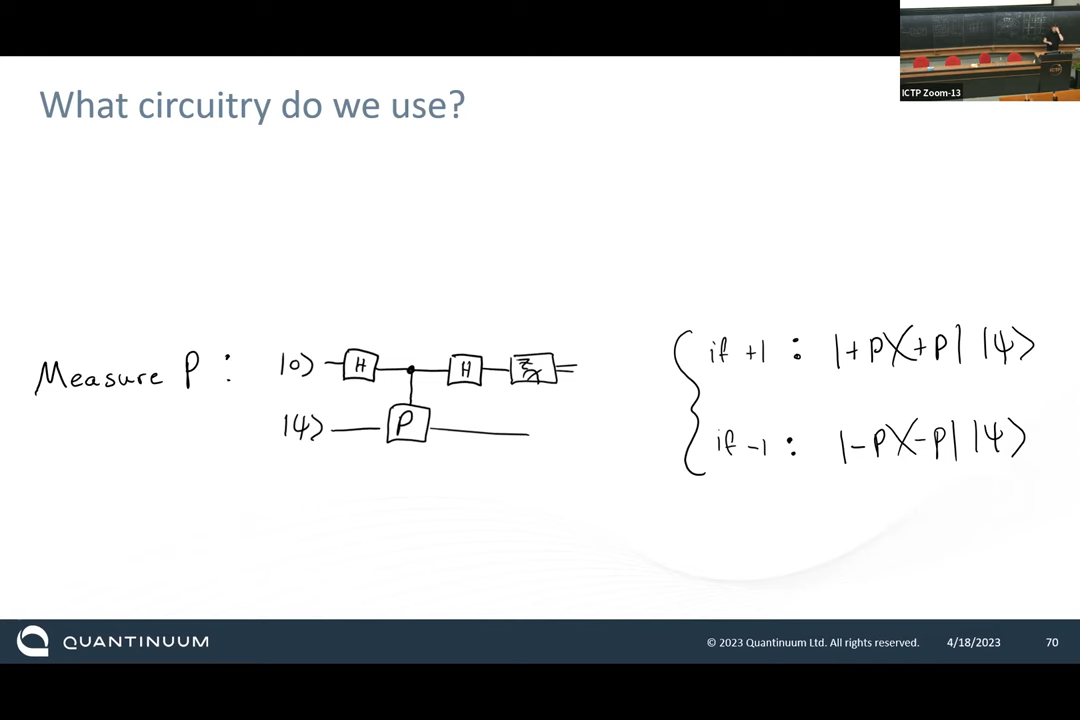 ICTP Zoom-13
What circuitry do we use?
Measure P :
|0⟩ H H Z
|ψ⟩ P
if +1 : |+P⟩⟨+P| |ψ⟩
if -1 : |-P⟩⟨-P| |ψ⟩
QUANTINUUM
© 2023 Quantinuum Ltd. All rights reserved. 4/18/2023 70